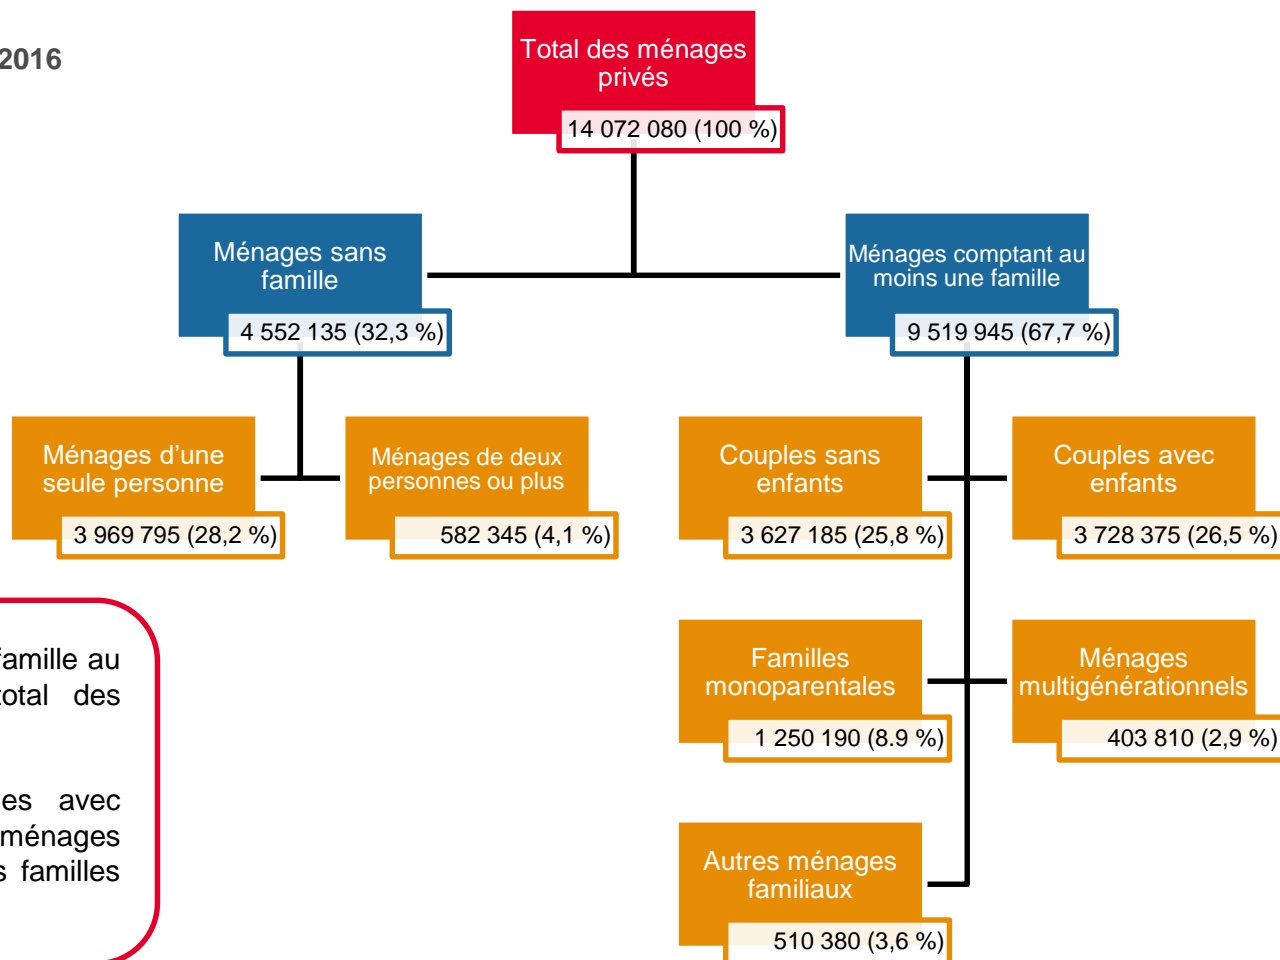 2016
Total des ménages
privés
14 072 080 (100 %)
Ménages sans
famille
4 552 135 (32,3 %)
Ménages comptant au
moins une famille
9 519 945 (67,7 %)
Ménages d’une
seule personne
3 969 795 (28,2 %)
Ménages de deux
personnes ou plus
582 345 (4,1 %)
Couples sans
enfants
3 627 185 (25,8 %)
Couples avec
enfants
3 728 375 (26,5 %)
Familles
monoparentales
1 250 190 (8.9 %)
Ménages
multigénérationnels
403 810 (2,9 %)
Autres ménages
familiaux
510 380 (3,6 %)
famille au
total des
avec
ménages
familles